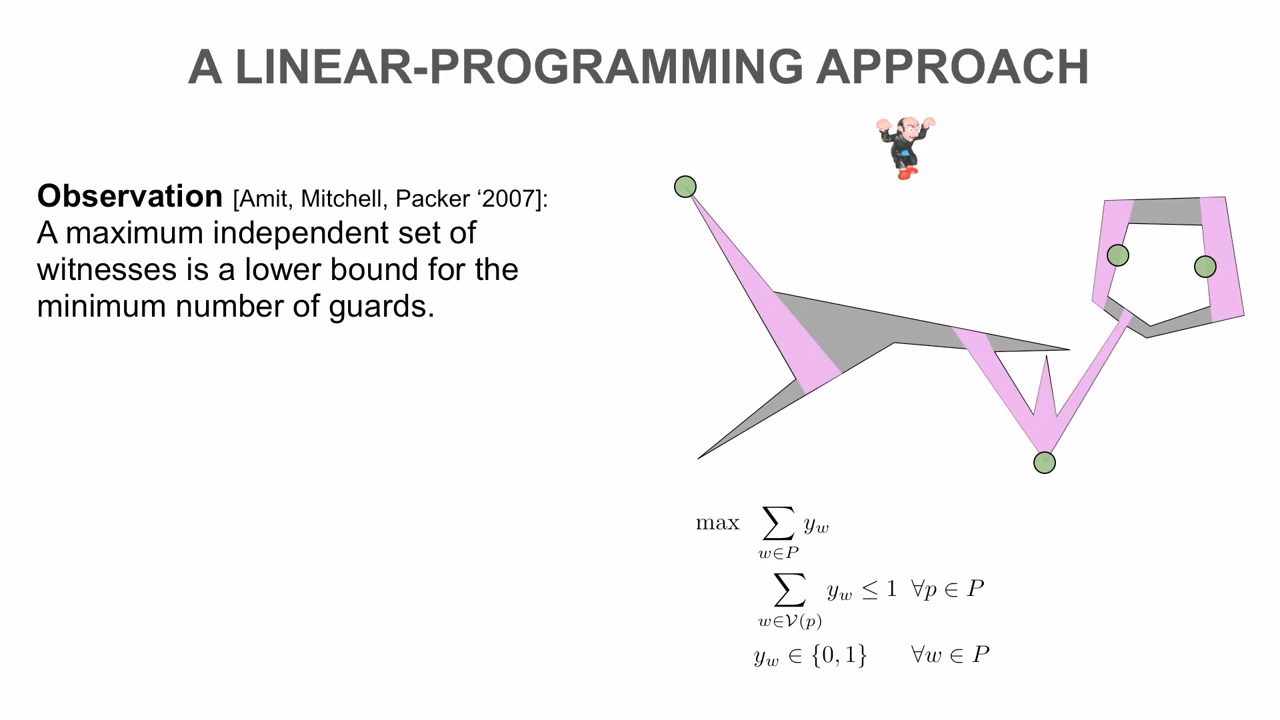 A LINEAR-PROGRAMMING APPROACH
Observation [Amit, Mitchell, Packer ‘2007]:
A maximum independent set of
witnesses is a lower bound for the
minimum number of guards.
max ∑ y_w
w∈P
∑ y_w ≤ 1 ∀p ∈ P
w∈𝒱(p)
y_w ∈ {0, 1} ∀w ∈ P